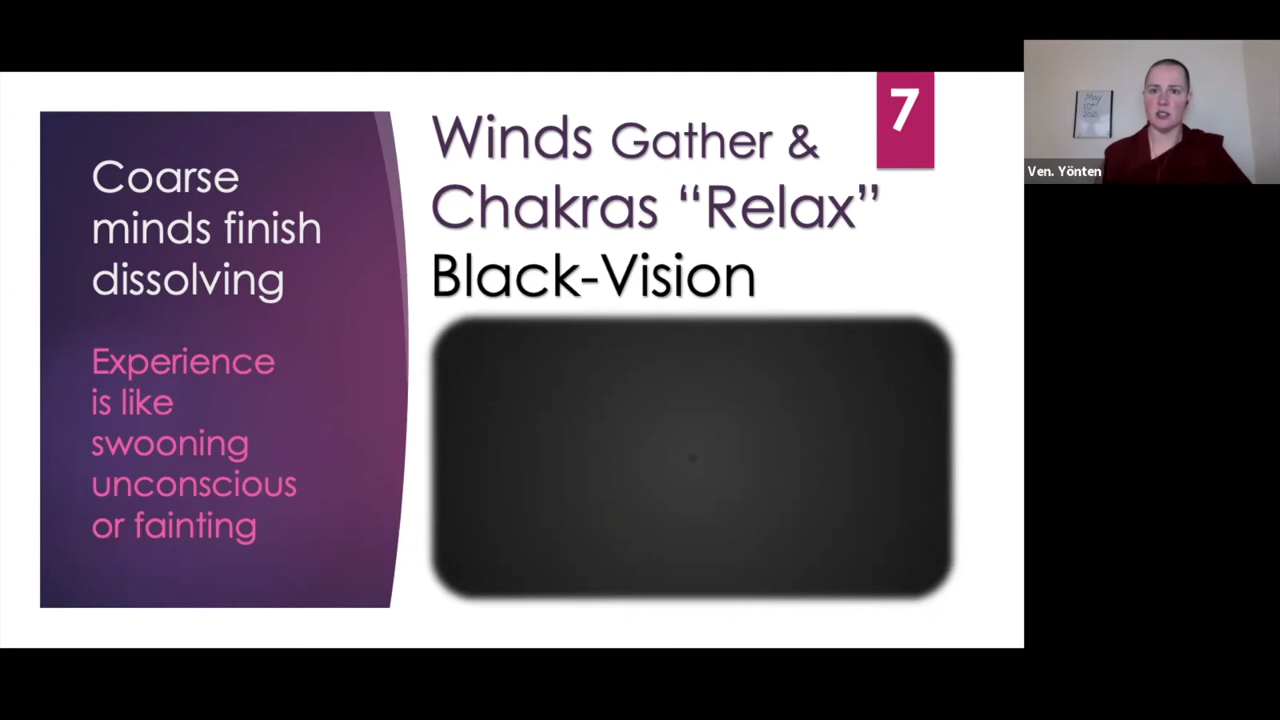 Coarse
minds finish
dissolving
Experience
is like
swooning
unconscious
or fainting
Winds Gather &
Chakras “Relax”
Black-Vision
7
May
Ven. Yönten